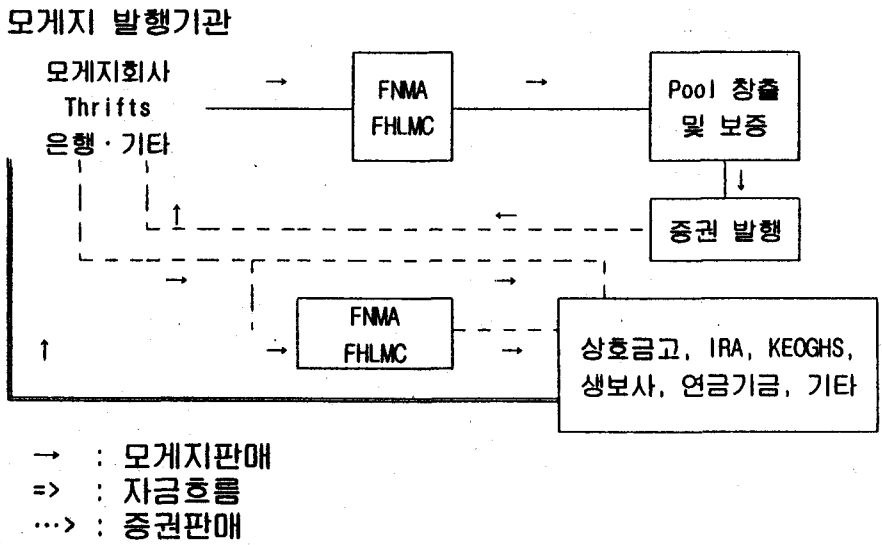 모게지 발행기관
모게지회사
Thrifts
은행·기타
FNMA
FHLMC
Pool 창출
및 보증
증권 발행
FNMA
FHLMC
상호금고, IRA, KEOGHS,
생보사, 연금기금, 기타
→ : 모게지판매
=> : 자금흐름
…> : 증권판매